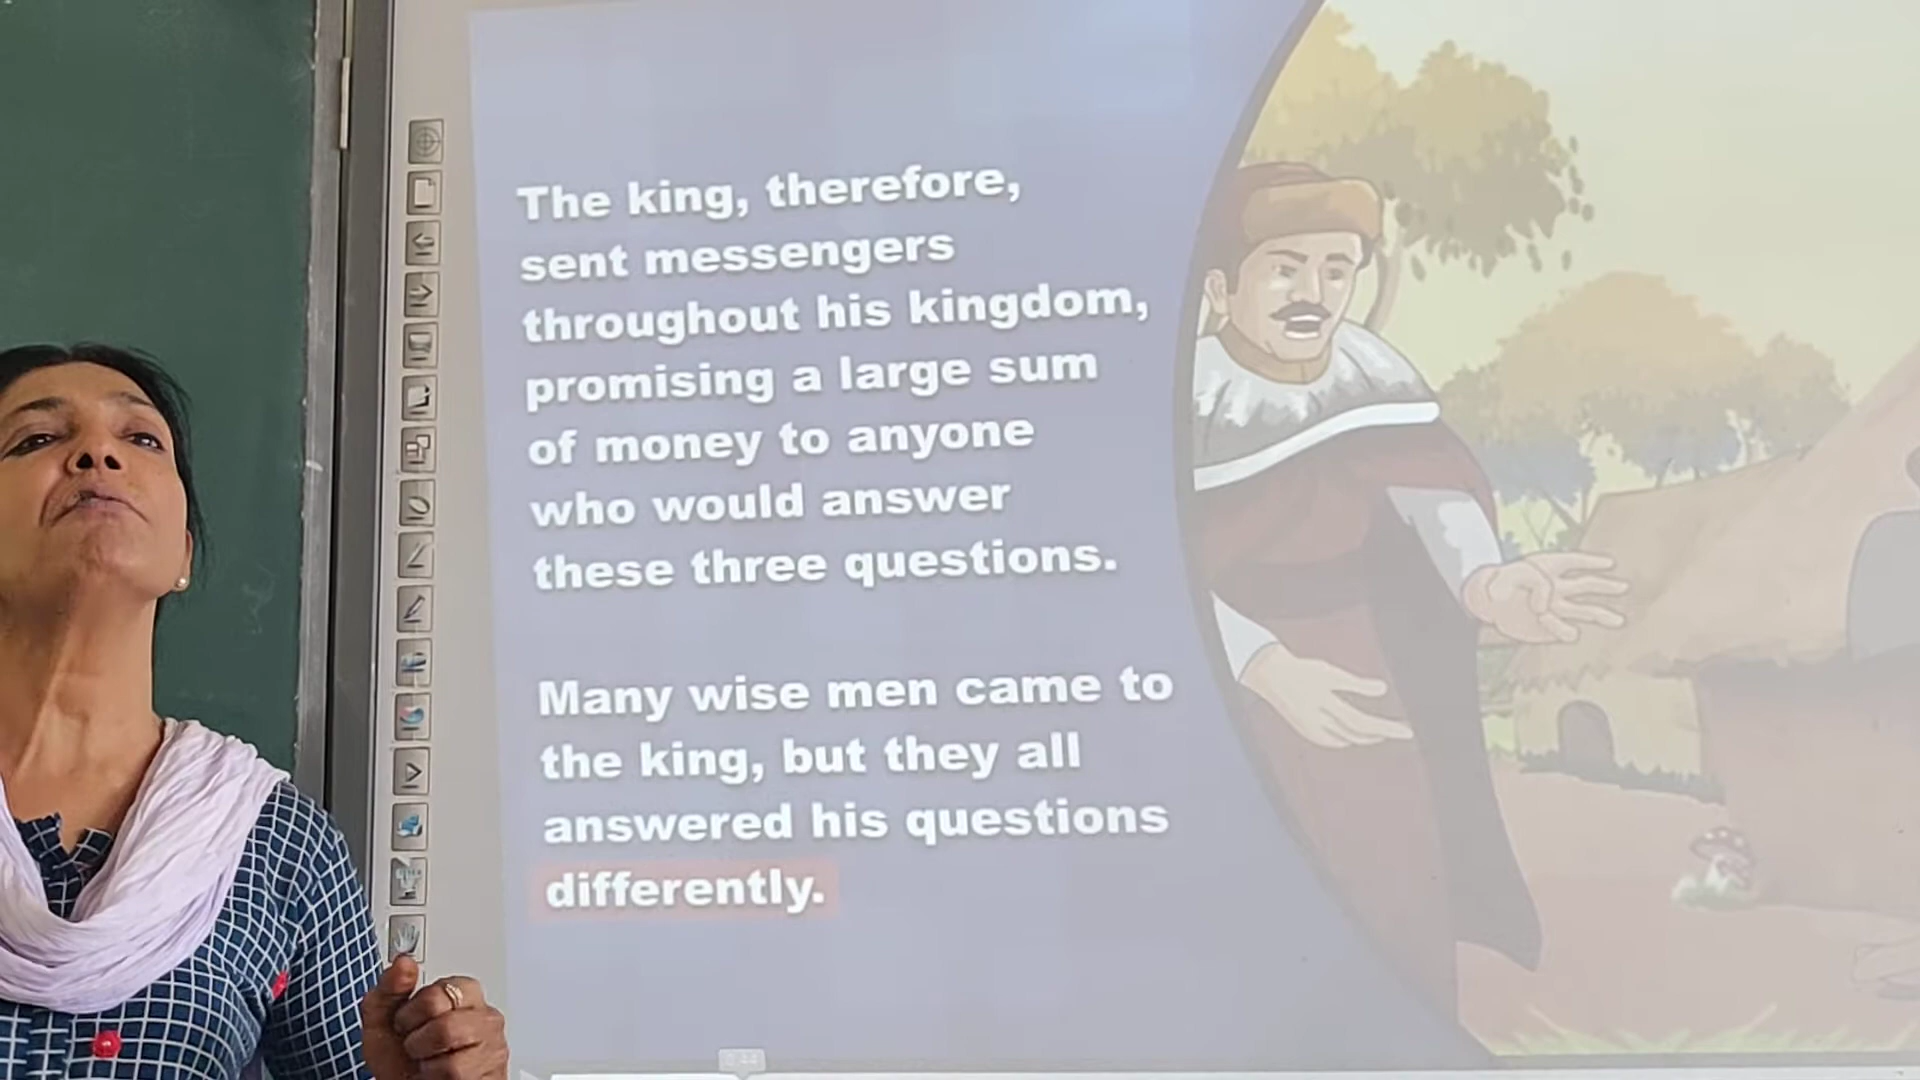 The king, therefore,
sent messengers
throughout his kingdom,
promising a large sum
of money to anyone
who would answer
these three questions.
Many wise men came to
the king, but they all
answered his questions
differently.